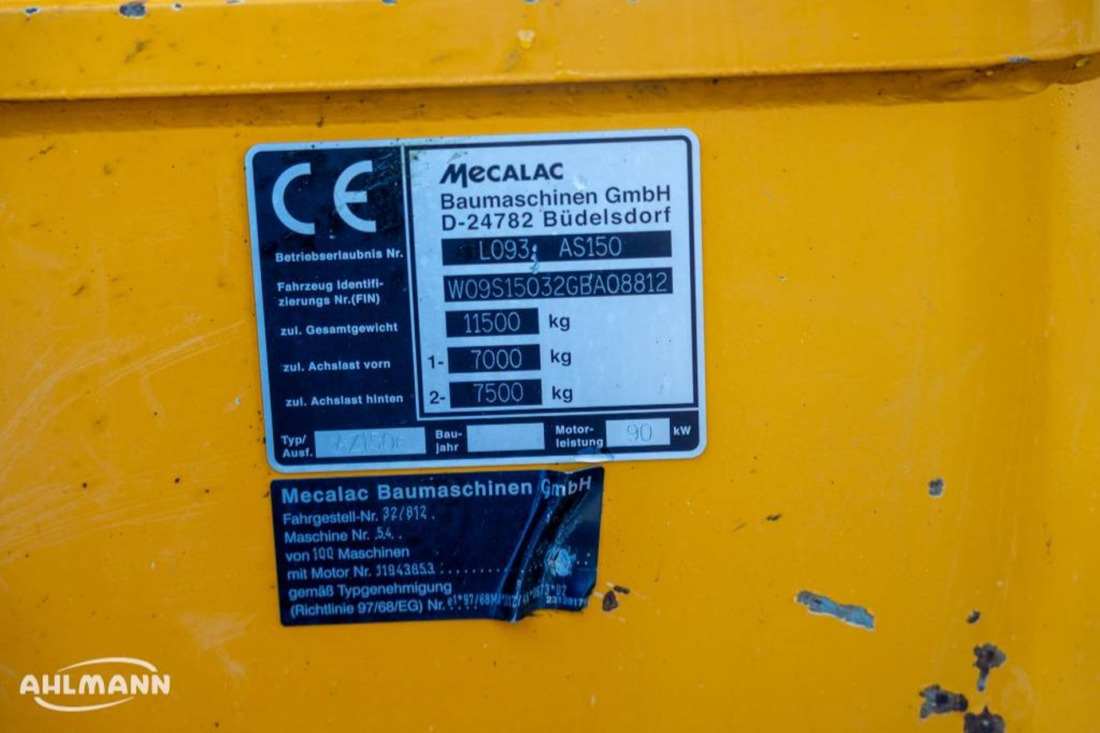 CE
MECALAC
Baumaschinen GmbH
D-24782 Büdelsdorf
Betriebserlaubnis Nr. L093, AS150
Fahrzeug Identifi-
zierungs Nr.(FIN) W09S15032GBA08812
zul. Gesamtgewicht 11500 kg
zul. Achslast vorn 1- 7000 kg
zul. Achslast hinten 2- 7500 kg
Typ/
Ausf.
Bau-
jahr
Motor-
leistung 90 kW
Mecalac Baumaschinen GmbH
Fahrgestell-Nr. 32/812
Maschine Nr. 54
von 100 Maschinen
mit Motor Nr. 11943653
gemäß Typgenehmigung
(Richtlinie 97/68/EG) Nr.
AHLMANN